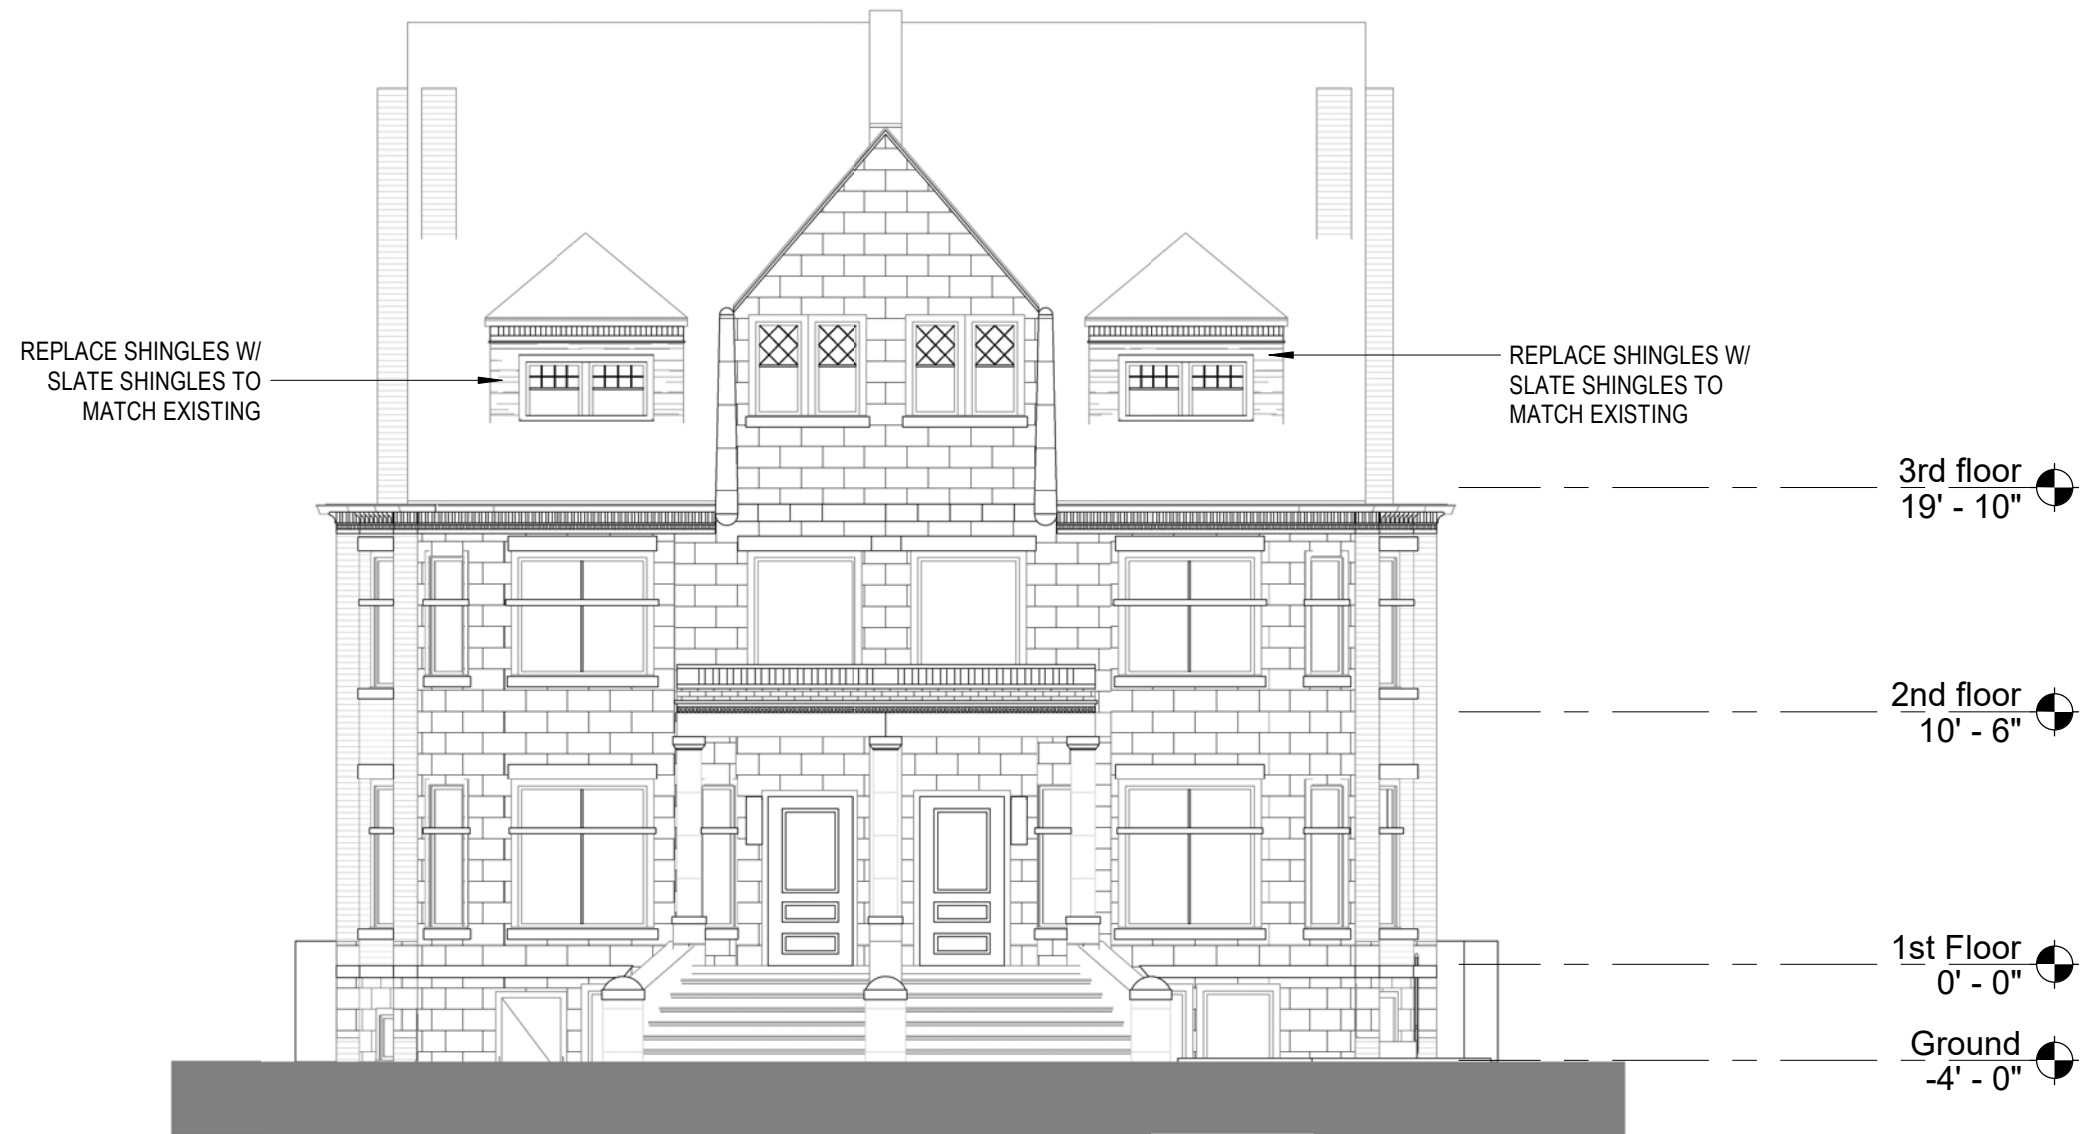 REPLACE SHINGLES W/
SLATE SHINGLES TO
MATCH EXISTING
REPLACE SHINGLES W/
SLATE SHINGLES TO
MATCH EXISTING
3rd floor
19' - 10"
2nd floor
10' - 6"
1st Floor
0' - 0"
Ground
-4' - 0"